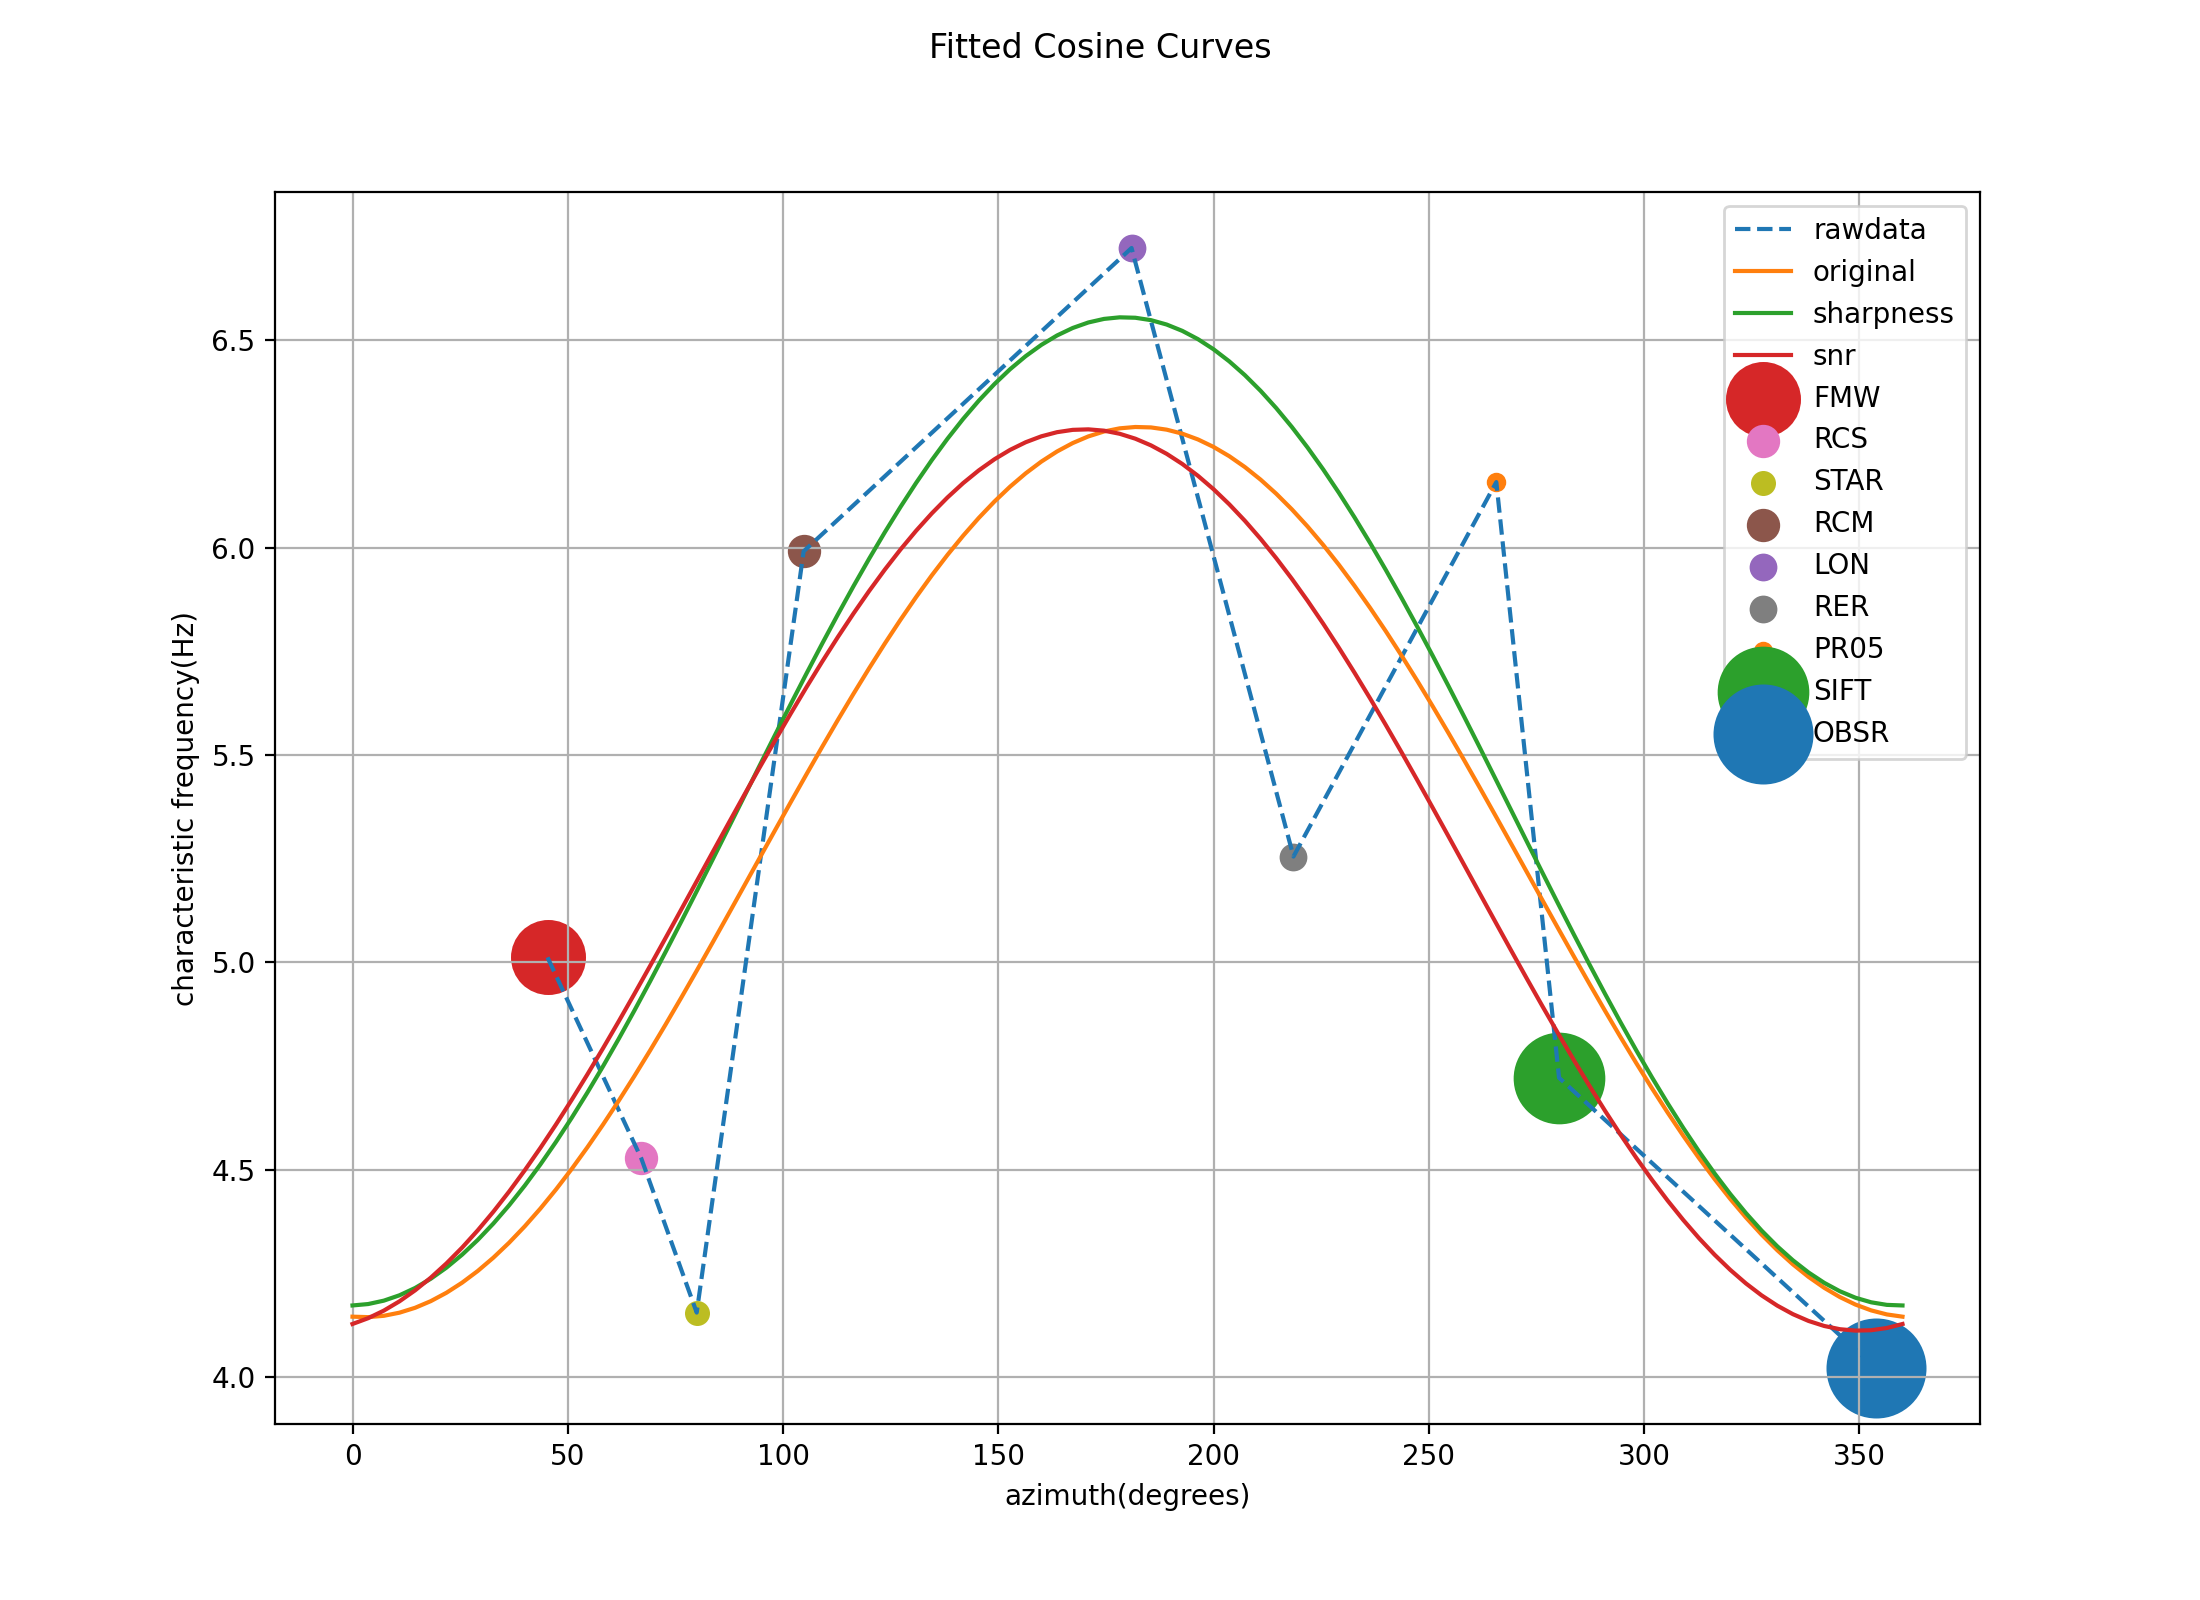 Fitted Cosine Curves
characteristic frequency(Hz)
6.5
6.0
5.5
5.0
4.5
4.0
0 50 100 150 200 250 300 350
azimuth(degrees)
rawdata
original
sharpness
snr
FMW
RCS
STAR
RCM
LON
RER
PR05
SIFT
OBSR